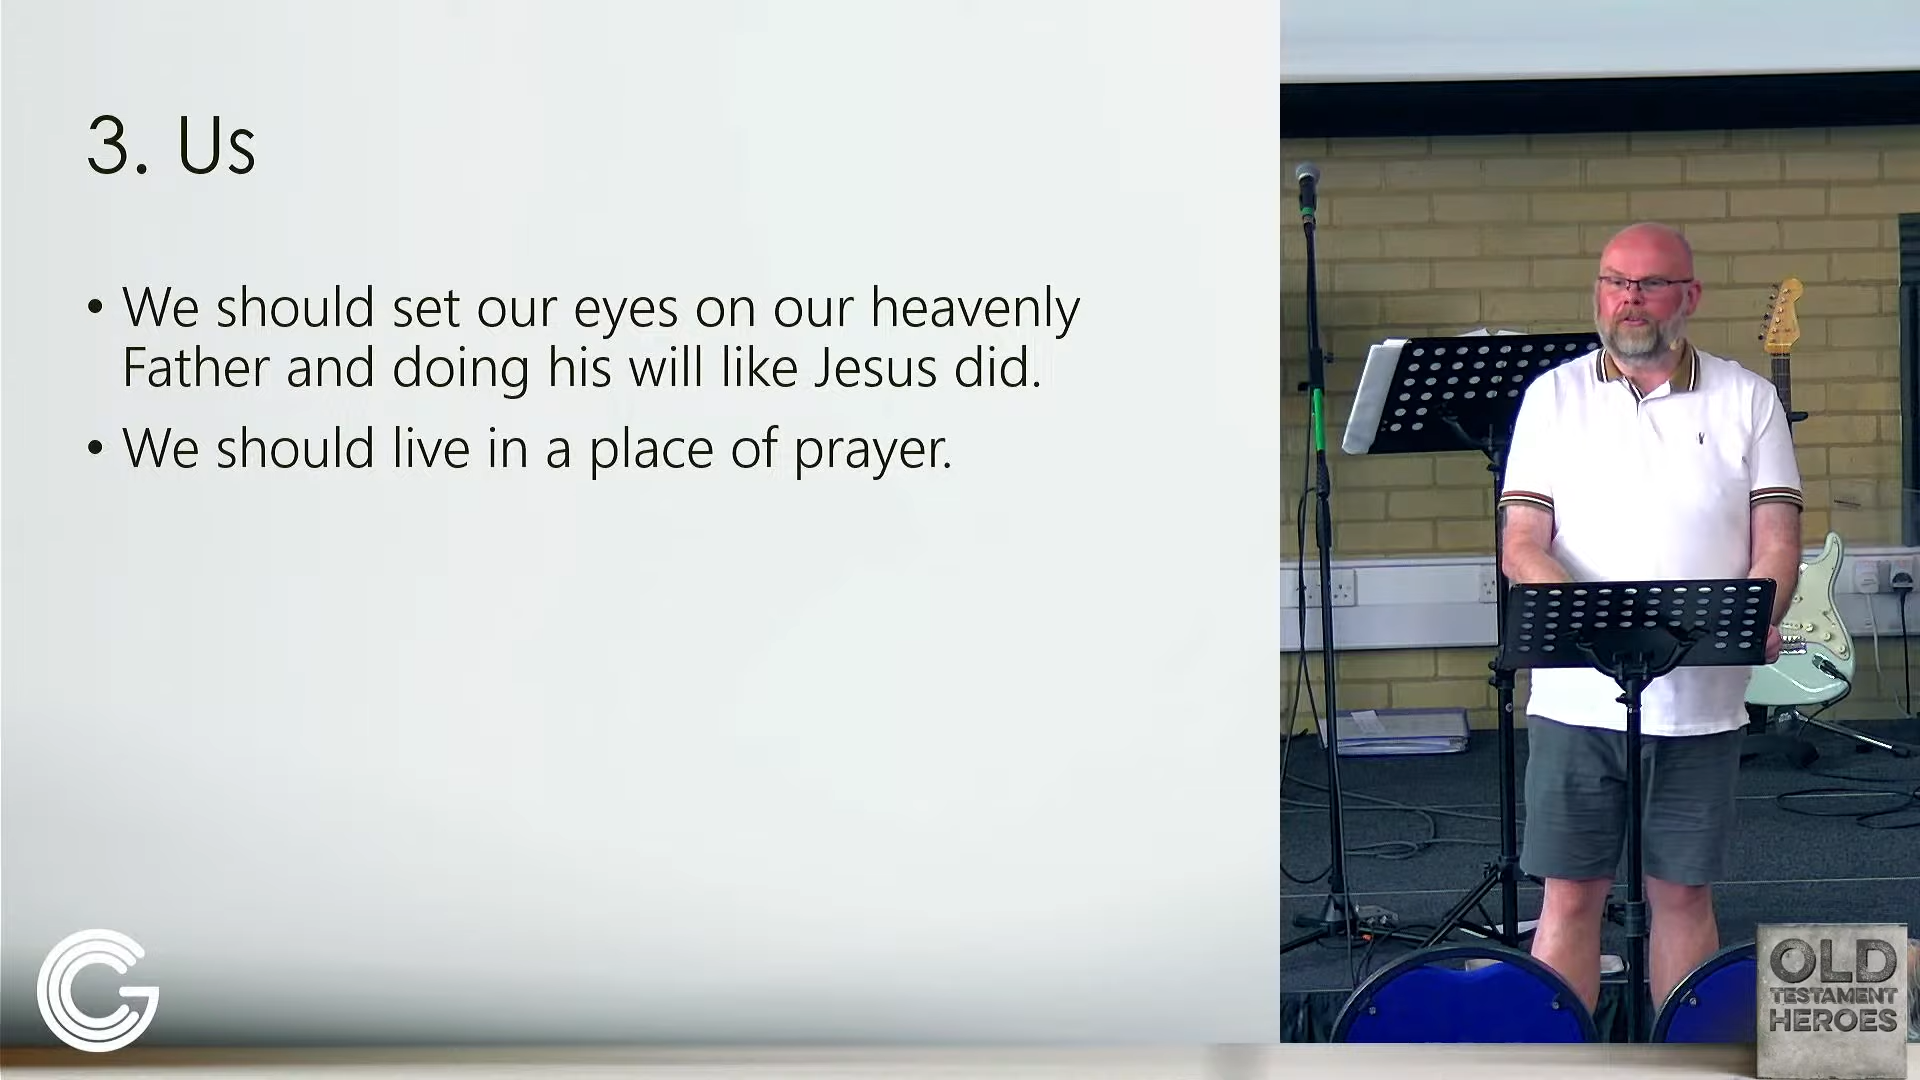 3. Us
• We should set our eyes on our heavenly
Father and doing his will like Jesus did.
• We should live in a place of prayer.
OLD
TESTAMENT
HEROES